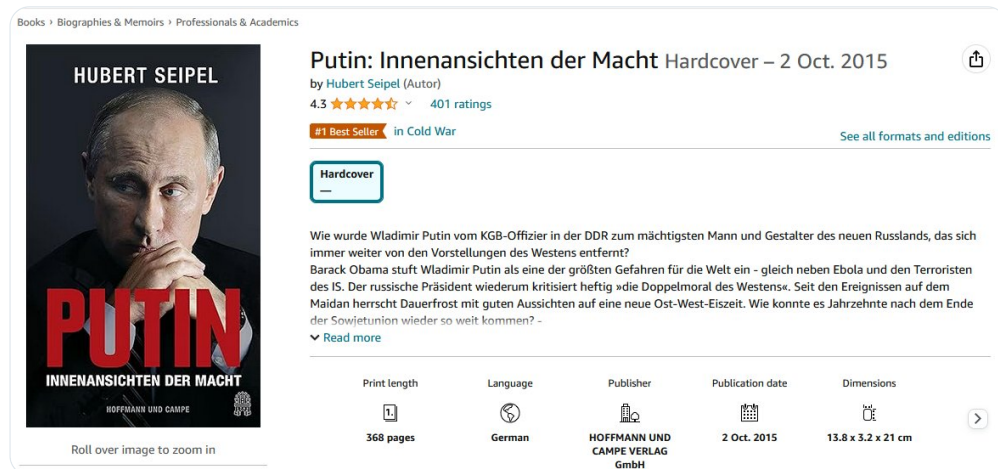 Books › Biographies & Memoirs › Professionals & Academics
HUBERT SEIPEL
PUTIN
INNENANSICHTEN DER MACHT
HOFFMANN UND CAMPE
Roll over image to zoom in
Putin: Innenansichten der Macht Hardcover – 2 Oct. 2015
by Hubert Seipel (Autor)
4.3 401 ratings
#1 Best Seller in Cold War
See all formats and editions
Hardcover
—
Wie wurde Wladimir Putin vom KGB-Offizier in der DDR zum mächtigsten Mann und Gestalter des neuen Russlands, das sich
immer weiter von den Vorstellungen des Westens entfernt?
Barack Obama stuft Wladimir Putin als eine der größten Gefahren für die Welt ein - gleich neben Ebola und den Terroristen
des IS. Der russische Präsident wiederum kritisiert heftig »die Doppelmoral des Westens«. Seit den Ereignissen auf dem
Maidan herrscht Dauerfrost mit guten Aussichten auf eine neue Ost-West-Eiszeit. Wie konnte es Jahrzehnte nach dem Ende
der Sowjetunion wieder so weit kommen? -
Read more
Print length
368 pages
Language
German
Publisher
HOFFMANN UND
CAMPE VERLAG
GmbH
Publication date
2 Oct. 2015
Dimensions
13.8 x 3.2 x 21 cm